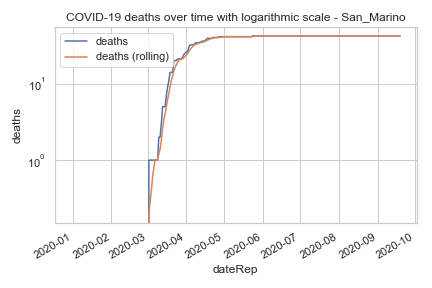 COVID-19 deaths over time with logarithmic scale - San_Marino
deaths
deaths (rolling)
10¹
10⁰
deaths
2020-01
2020-02
2020-03
2020-04
2020-05
2020-06
2020-07
2020-08
2020-09
2020-10
dateRep